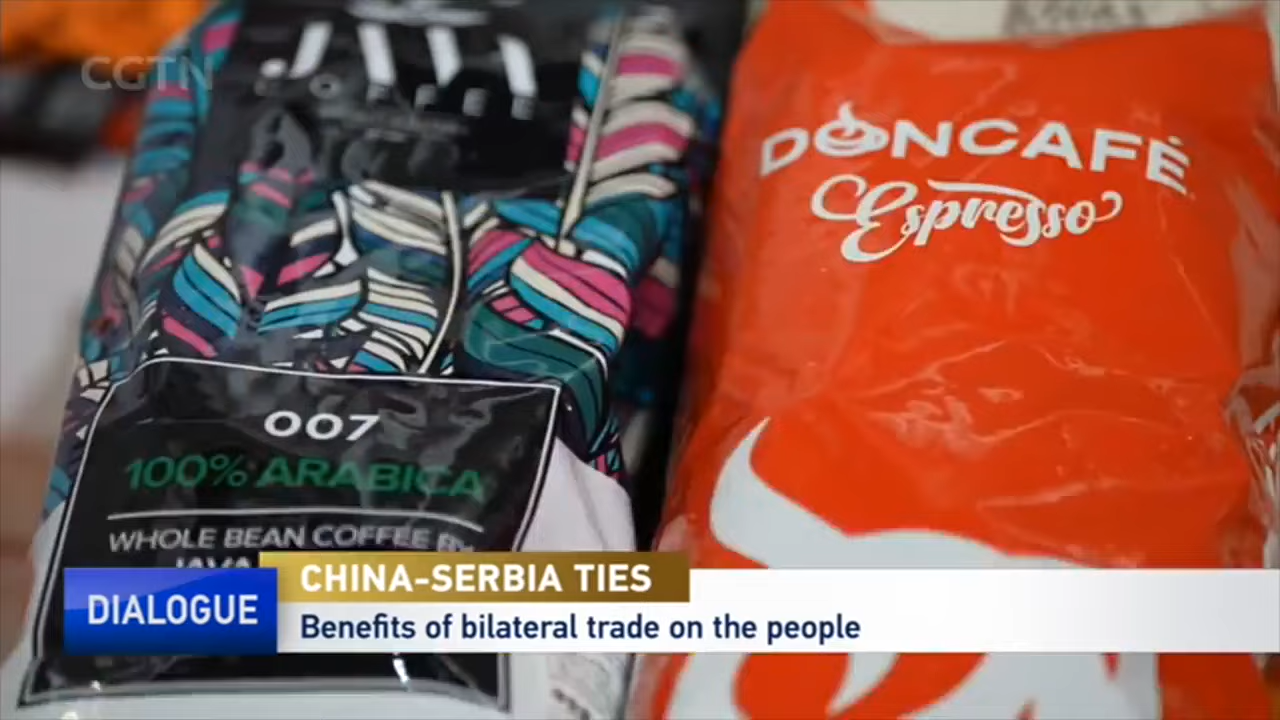 CGTN
DONCAFÉ
Espresso
007
100% ARABICA
WHOLE BEAN COFFEE BY
CHINA-SERBIA TIES
DIALOGUE
Benefits of bilateral trade on the people